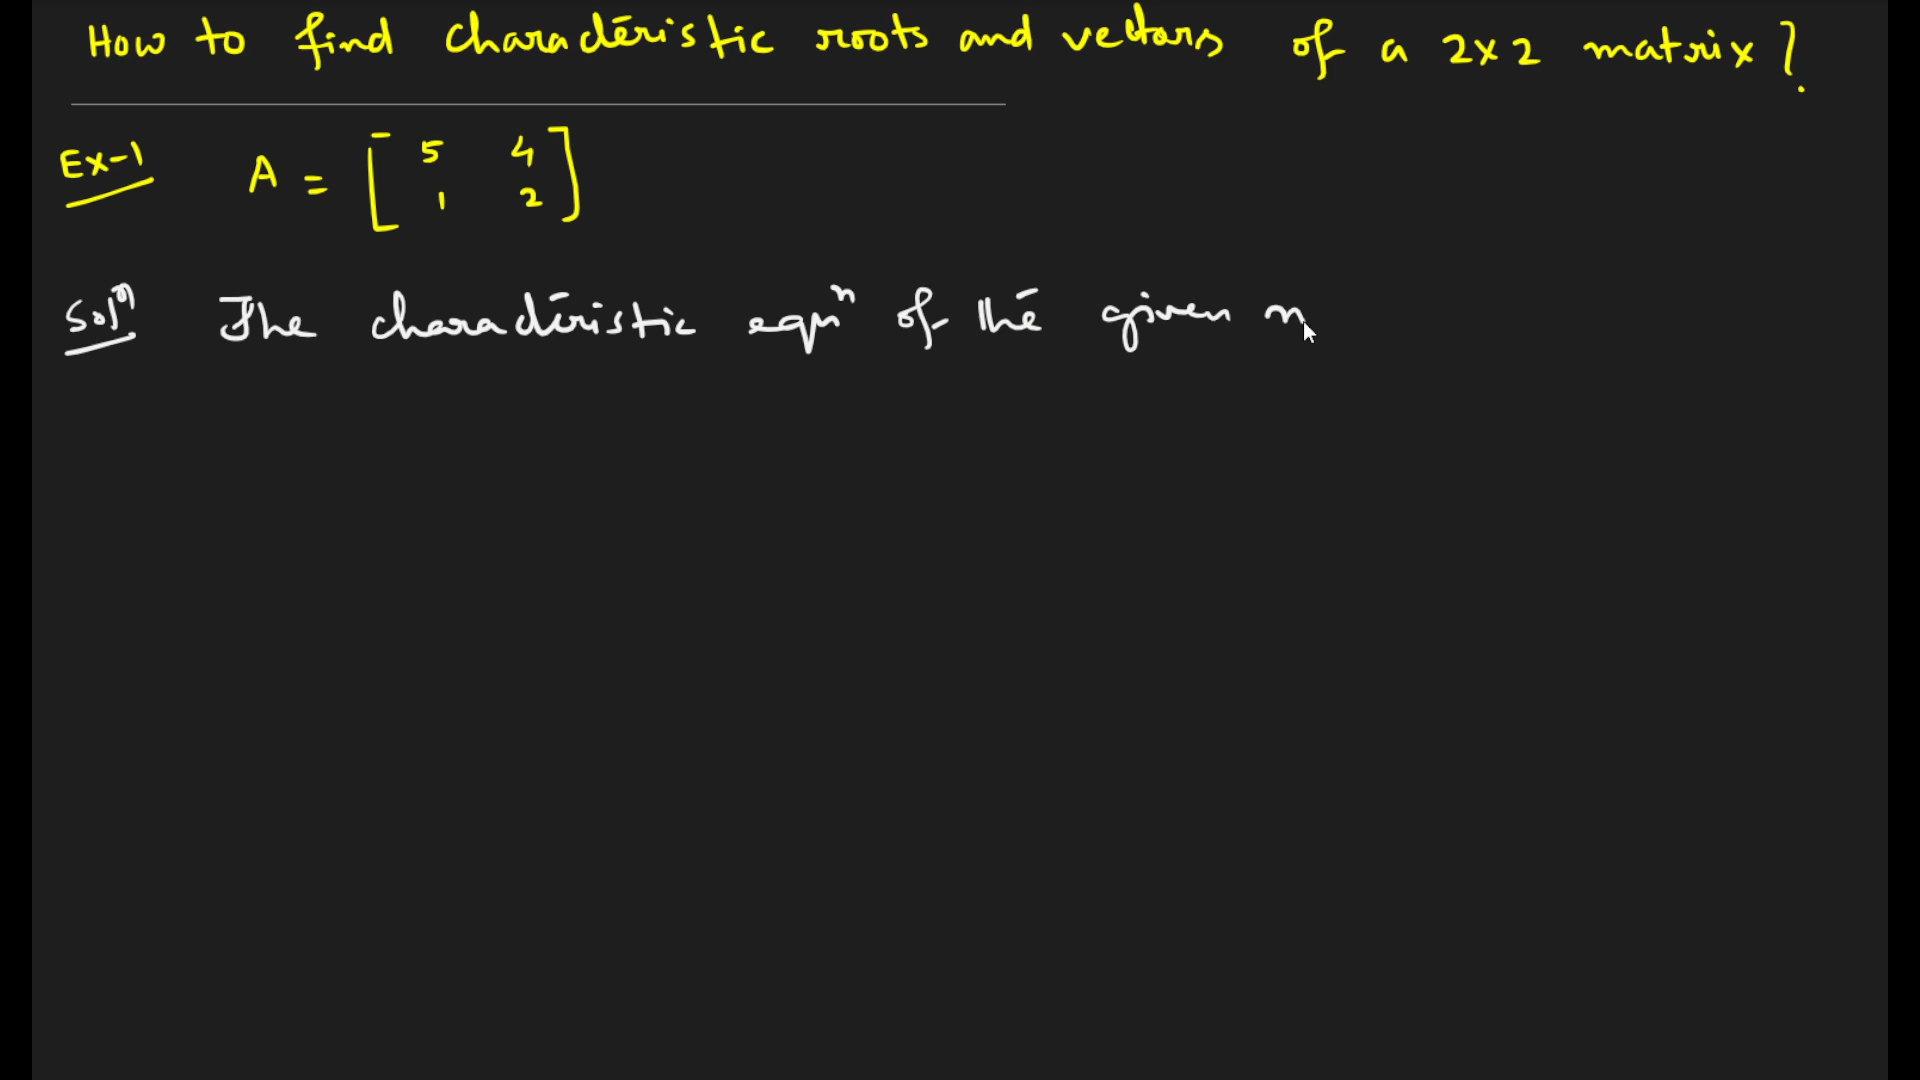 How to find characteristic roots and vectors of a 2x2 matrix?
Ex-1 A = [ 5 4
1 2 ]
Solⁿ The characteristic eqnⁿ of the given m